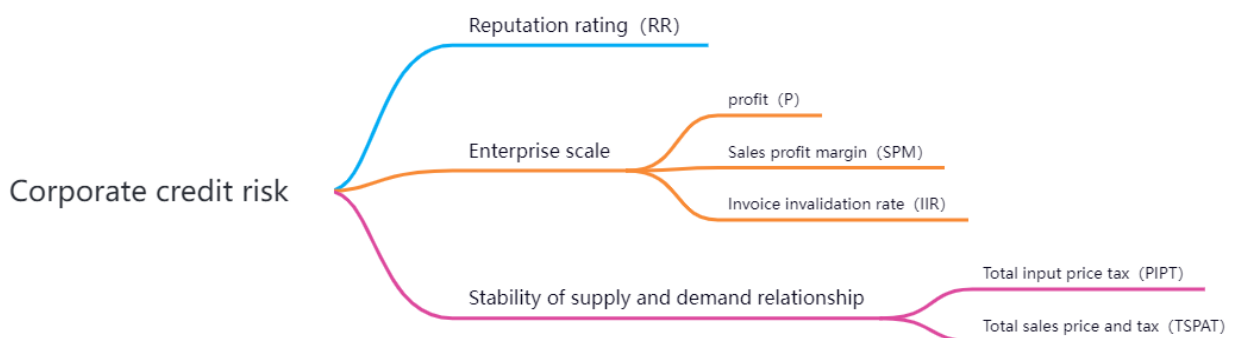 Reputation rating（RR）
profit（P）
Enterprise scale
Sales profit margin（SPM）
Corporate credit risk
Invoice invalidation rate（IIR）
Total input price tax（PIPT）
Stability of supply and demand relationship
Total sales price and tax（TSPAT）